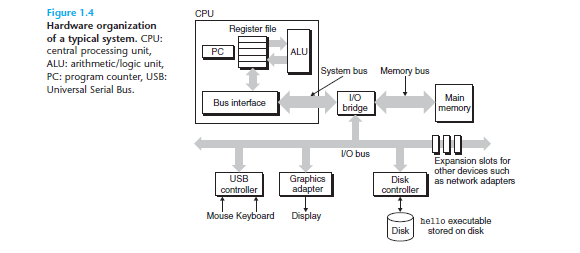 Figure 1.4
Hardware organization
of a typical system. CPU:
central processing unit,
ALU: arithmetic/logic unit,
PC: program counter, USB:
Universal Serial Bus.
CPU
Register file
PC
ALU
System bus
Memory bus
Bus interface
I/O
bridge
Main
memory
I/O bus
Expansion slots for
other devices such
as network adapters
USB
controller
Graphics
adapter
Disk
controller
Mouse Keyboard
Display
Disk
hello executable
stored on disk